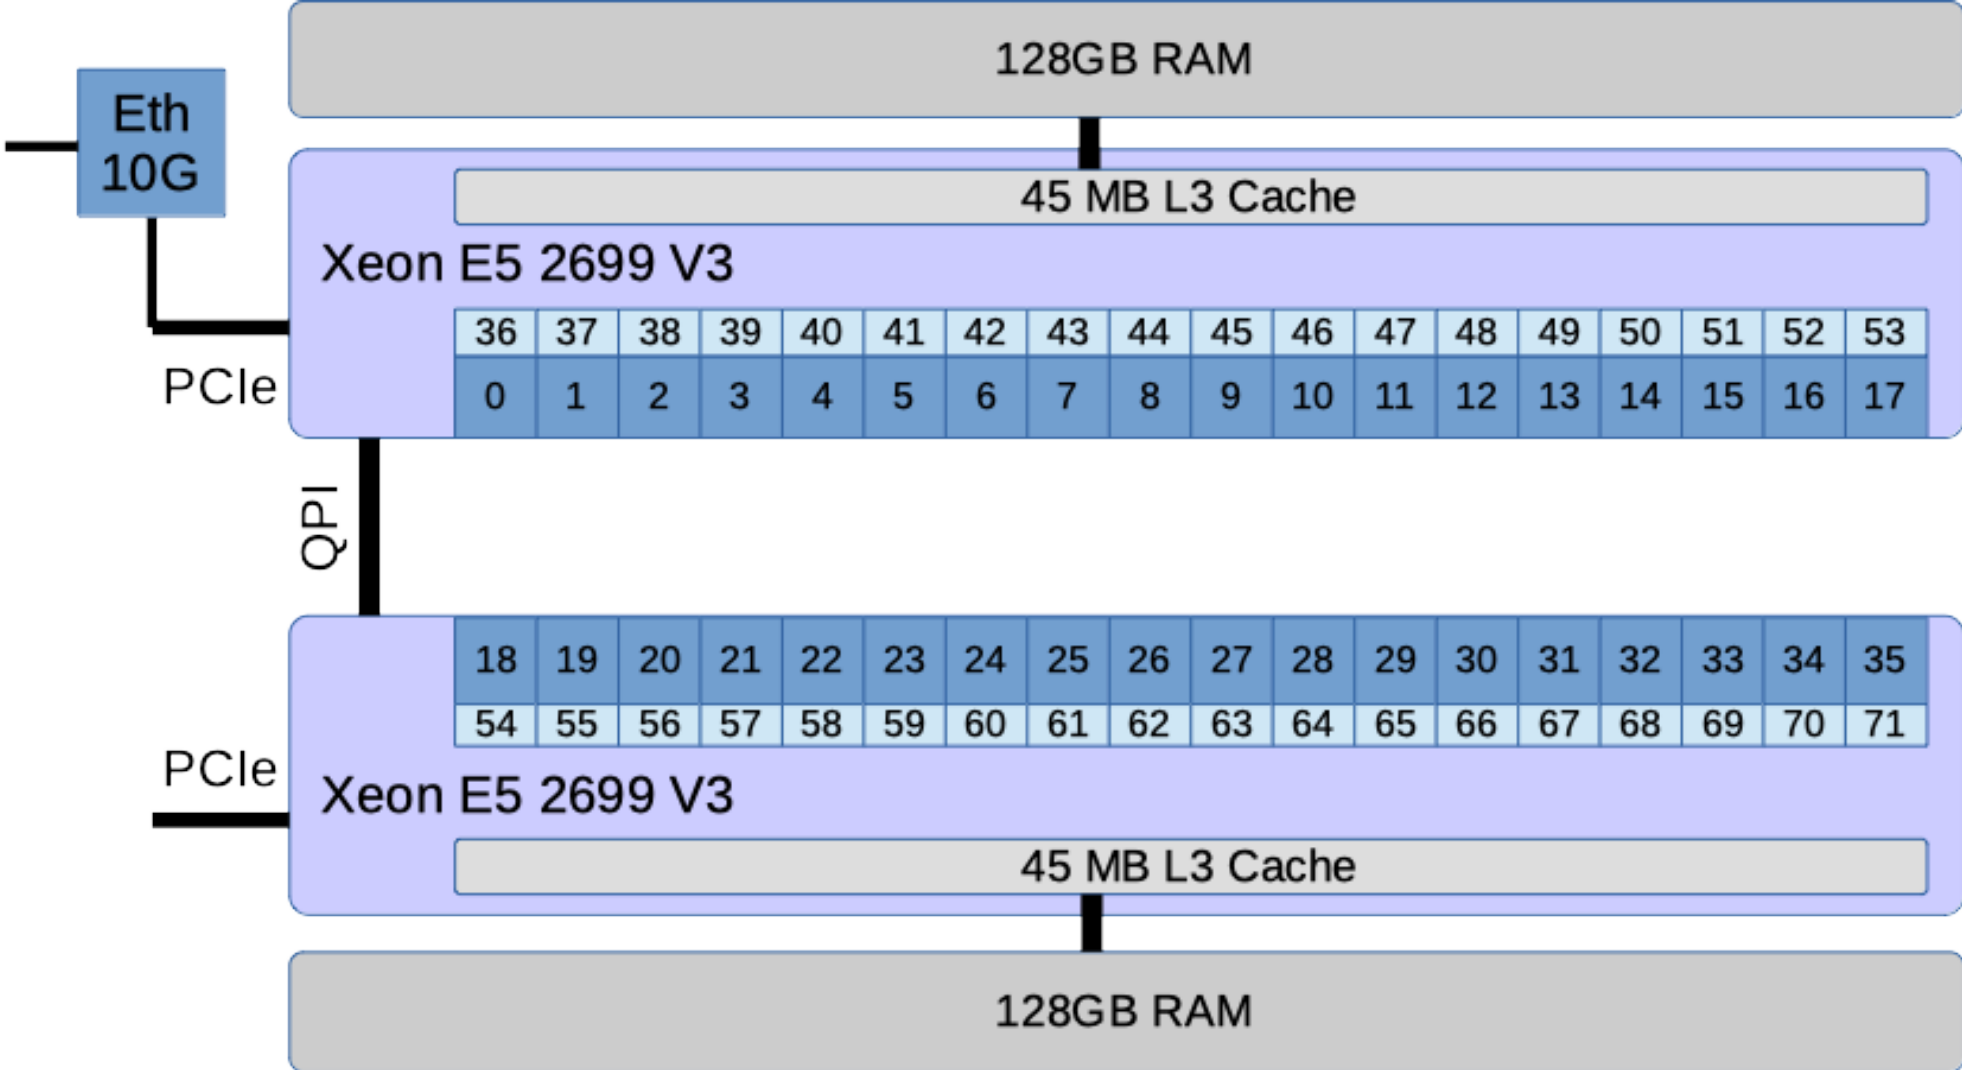 128GB RAM
Eth
10G
45 MB L3 Cache
Xeon E5 2699 V3
36 37 38 39 40 41 42 43 44 45 46 47 48 49 50 51 52 53
0 1 2 3 4 5 6 7 8 9 10 11 12 13 14 15 16 17
PCIe
QPI
18 19 20 21 22 23 24 25 26 27 28 29 30 31 32 33 34 35
54 55 56 57 58 59 60 61 62 63 64 65 66 67 68 69 70 71
PCIe
Xeon E5 2699 V3
45 MB L3 Cache
128GB RAM